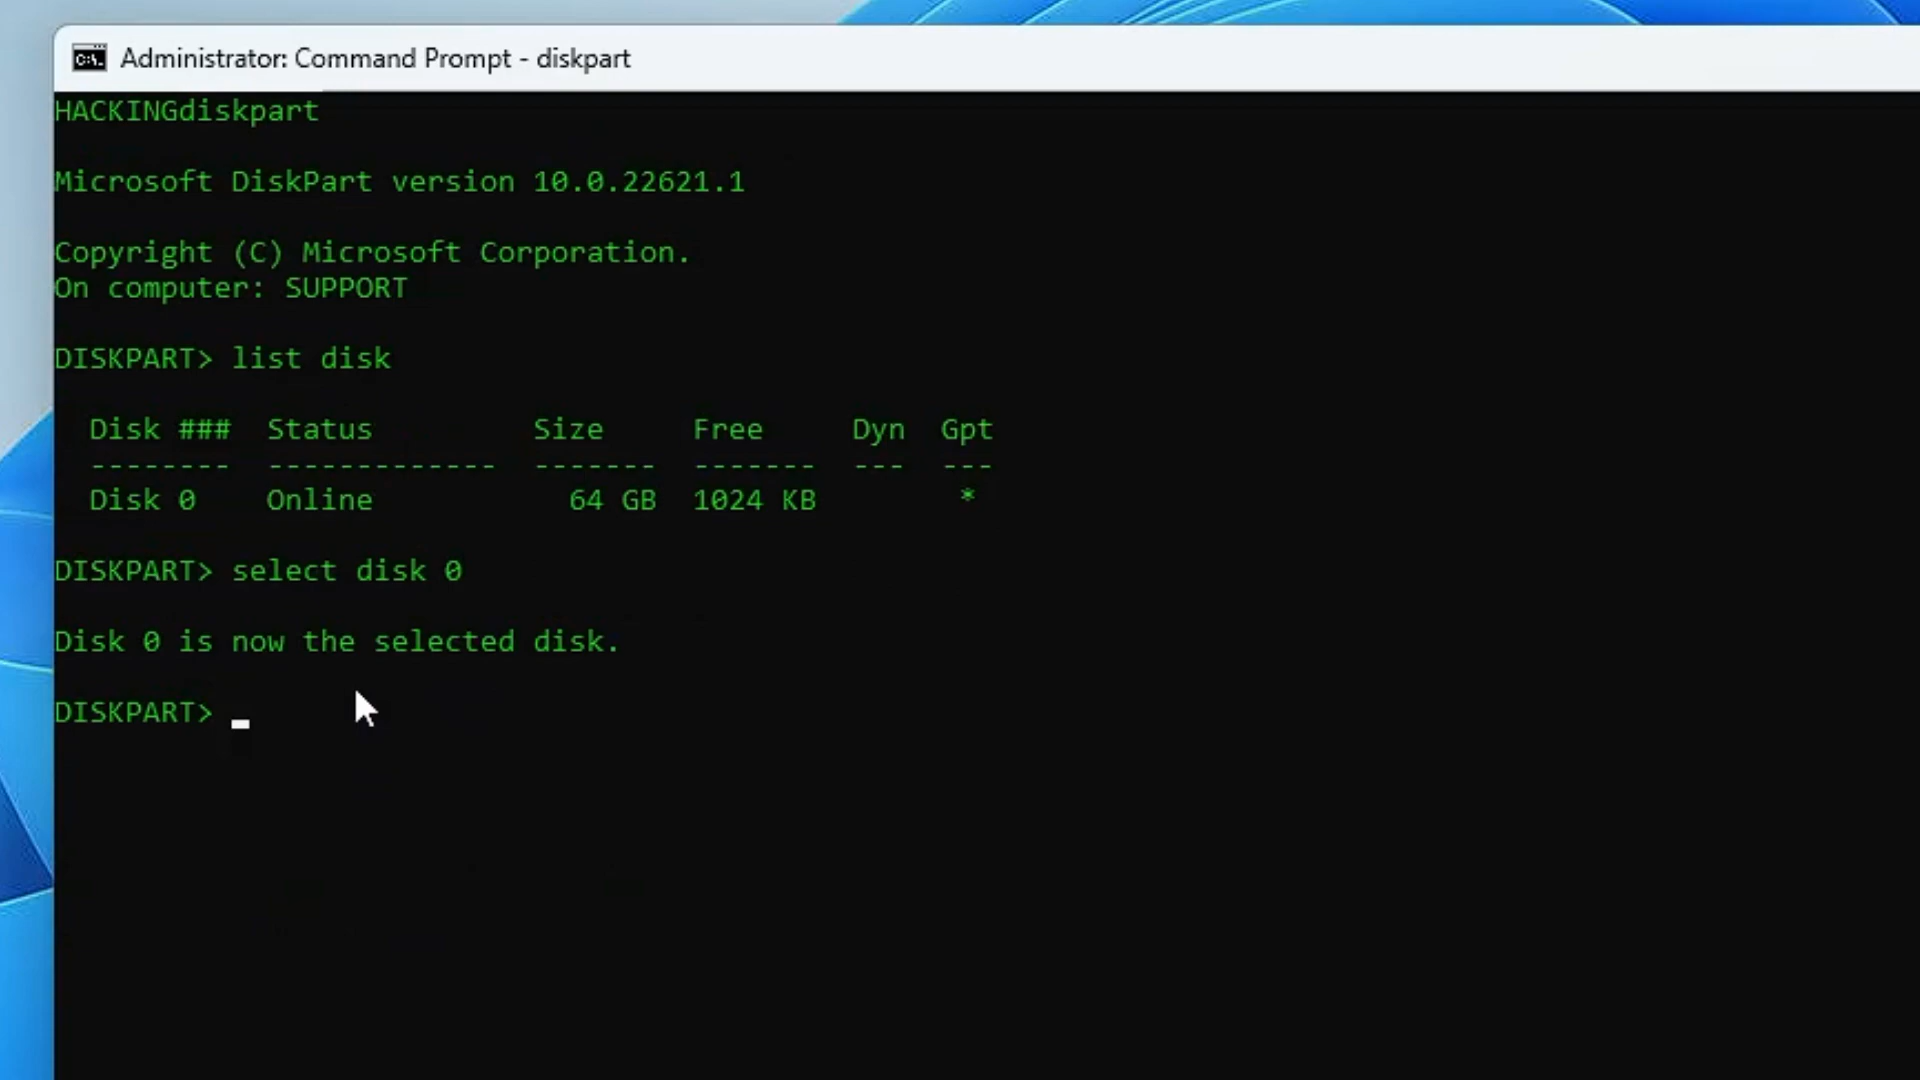 Administrator: Command Prompt - diskpart
HACKINGdiskpart
Microsoft DiskPart version 10.0.22621.1
Copyright (C) Microsoft Corporation.
On computer: SUPPORT
DISKPART> list disk
Disk ###  Status         Size     Free     Dyn  Gpt
--------  -------------  -------  -------  ---  ---
Disk 0    Online           64 GB  1024 KB        *
DISKPART> select disk 0
Disk 0 is now the selected disk.
DISKPART>